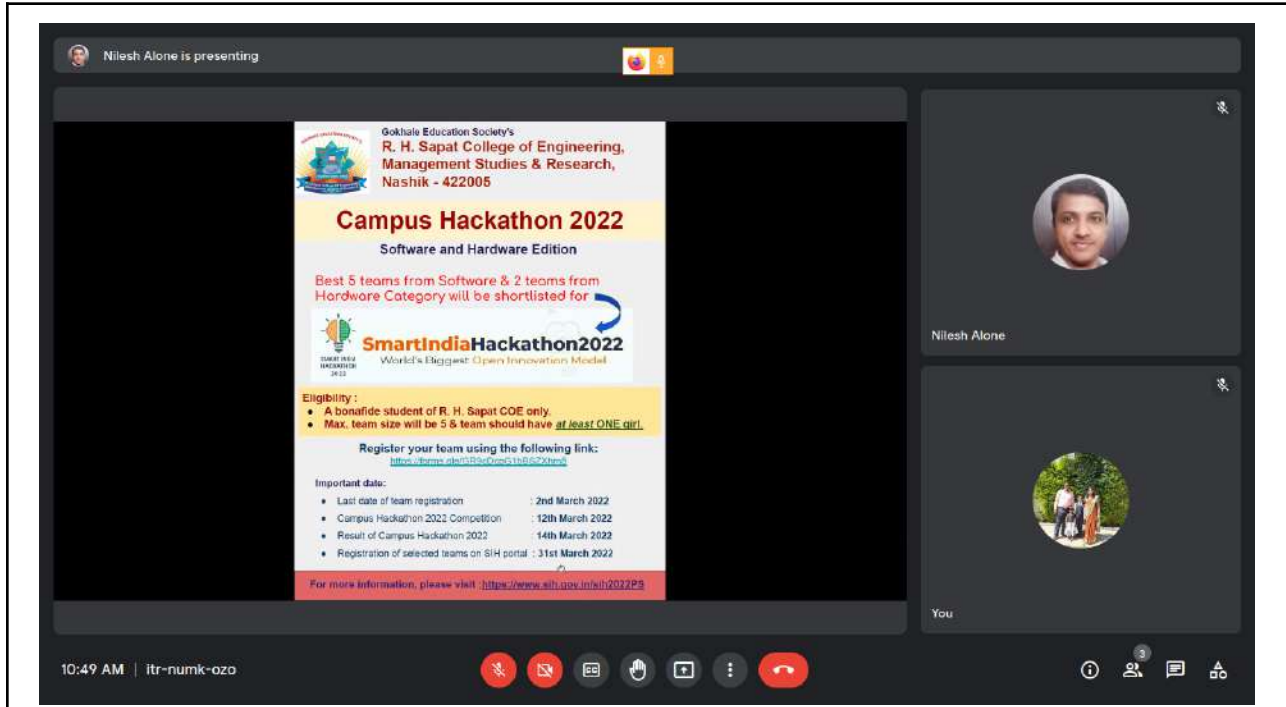 Nilesh Alone is presenting
Gokhale Education Society's
R. H. Sapat College of Engineering,
Management Studies & Research,
Nashik - 422005
Campus Hackathon 2022
Software and Hardware Edition
Best 5 teams from Software & 2 teams from
Hardware Category will be shortlisted for
SmartIndiaHackathon2022
World's Biggest Open Innovation Model
SMART INDIA
HACKATHON
2022
Eligibility :
• A bonafide student of R. H. Sapat COE only.
• Max. team size will be 5 & team should have at least ONE girl.
Register your team using the following link:
Important date:
• Last date of team registration : 2nd March 2022
• Campus Hackathon 2022 Competition : 12th March 2022
• Result of Campus Hackathon 2022 : 14th March 2022
• Registration of selected teams on SIH portal : 31st March 2022
For more information, please visit :https://www.sih.gov.in/sih2022PS
Nilesh Alone
You
10:49 AM | itr-numk-ozo
CC
3